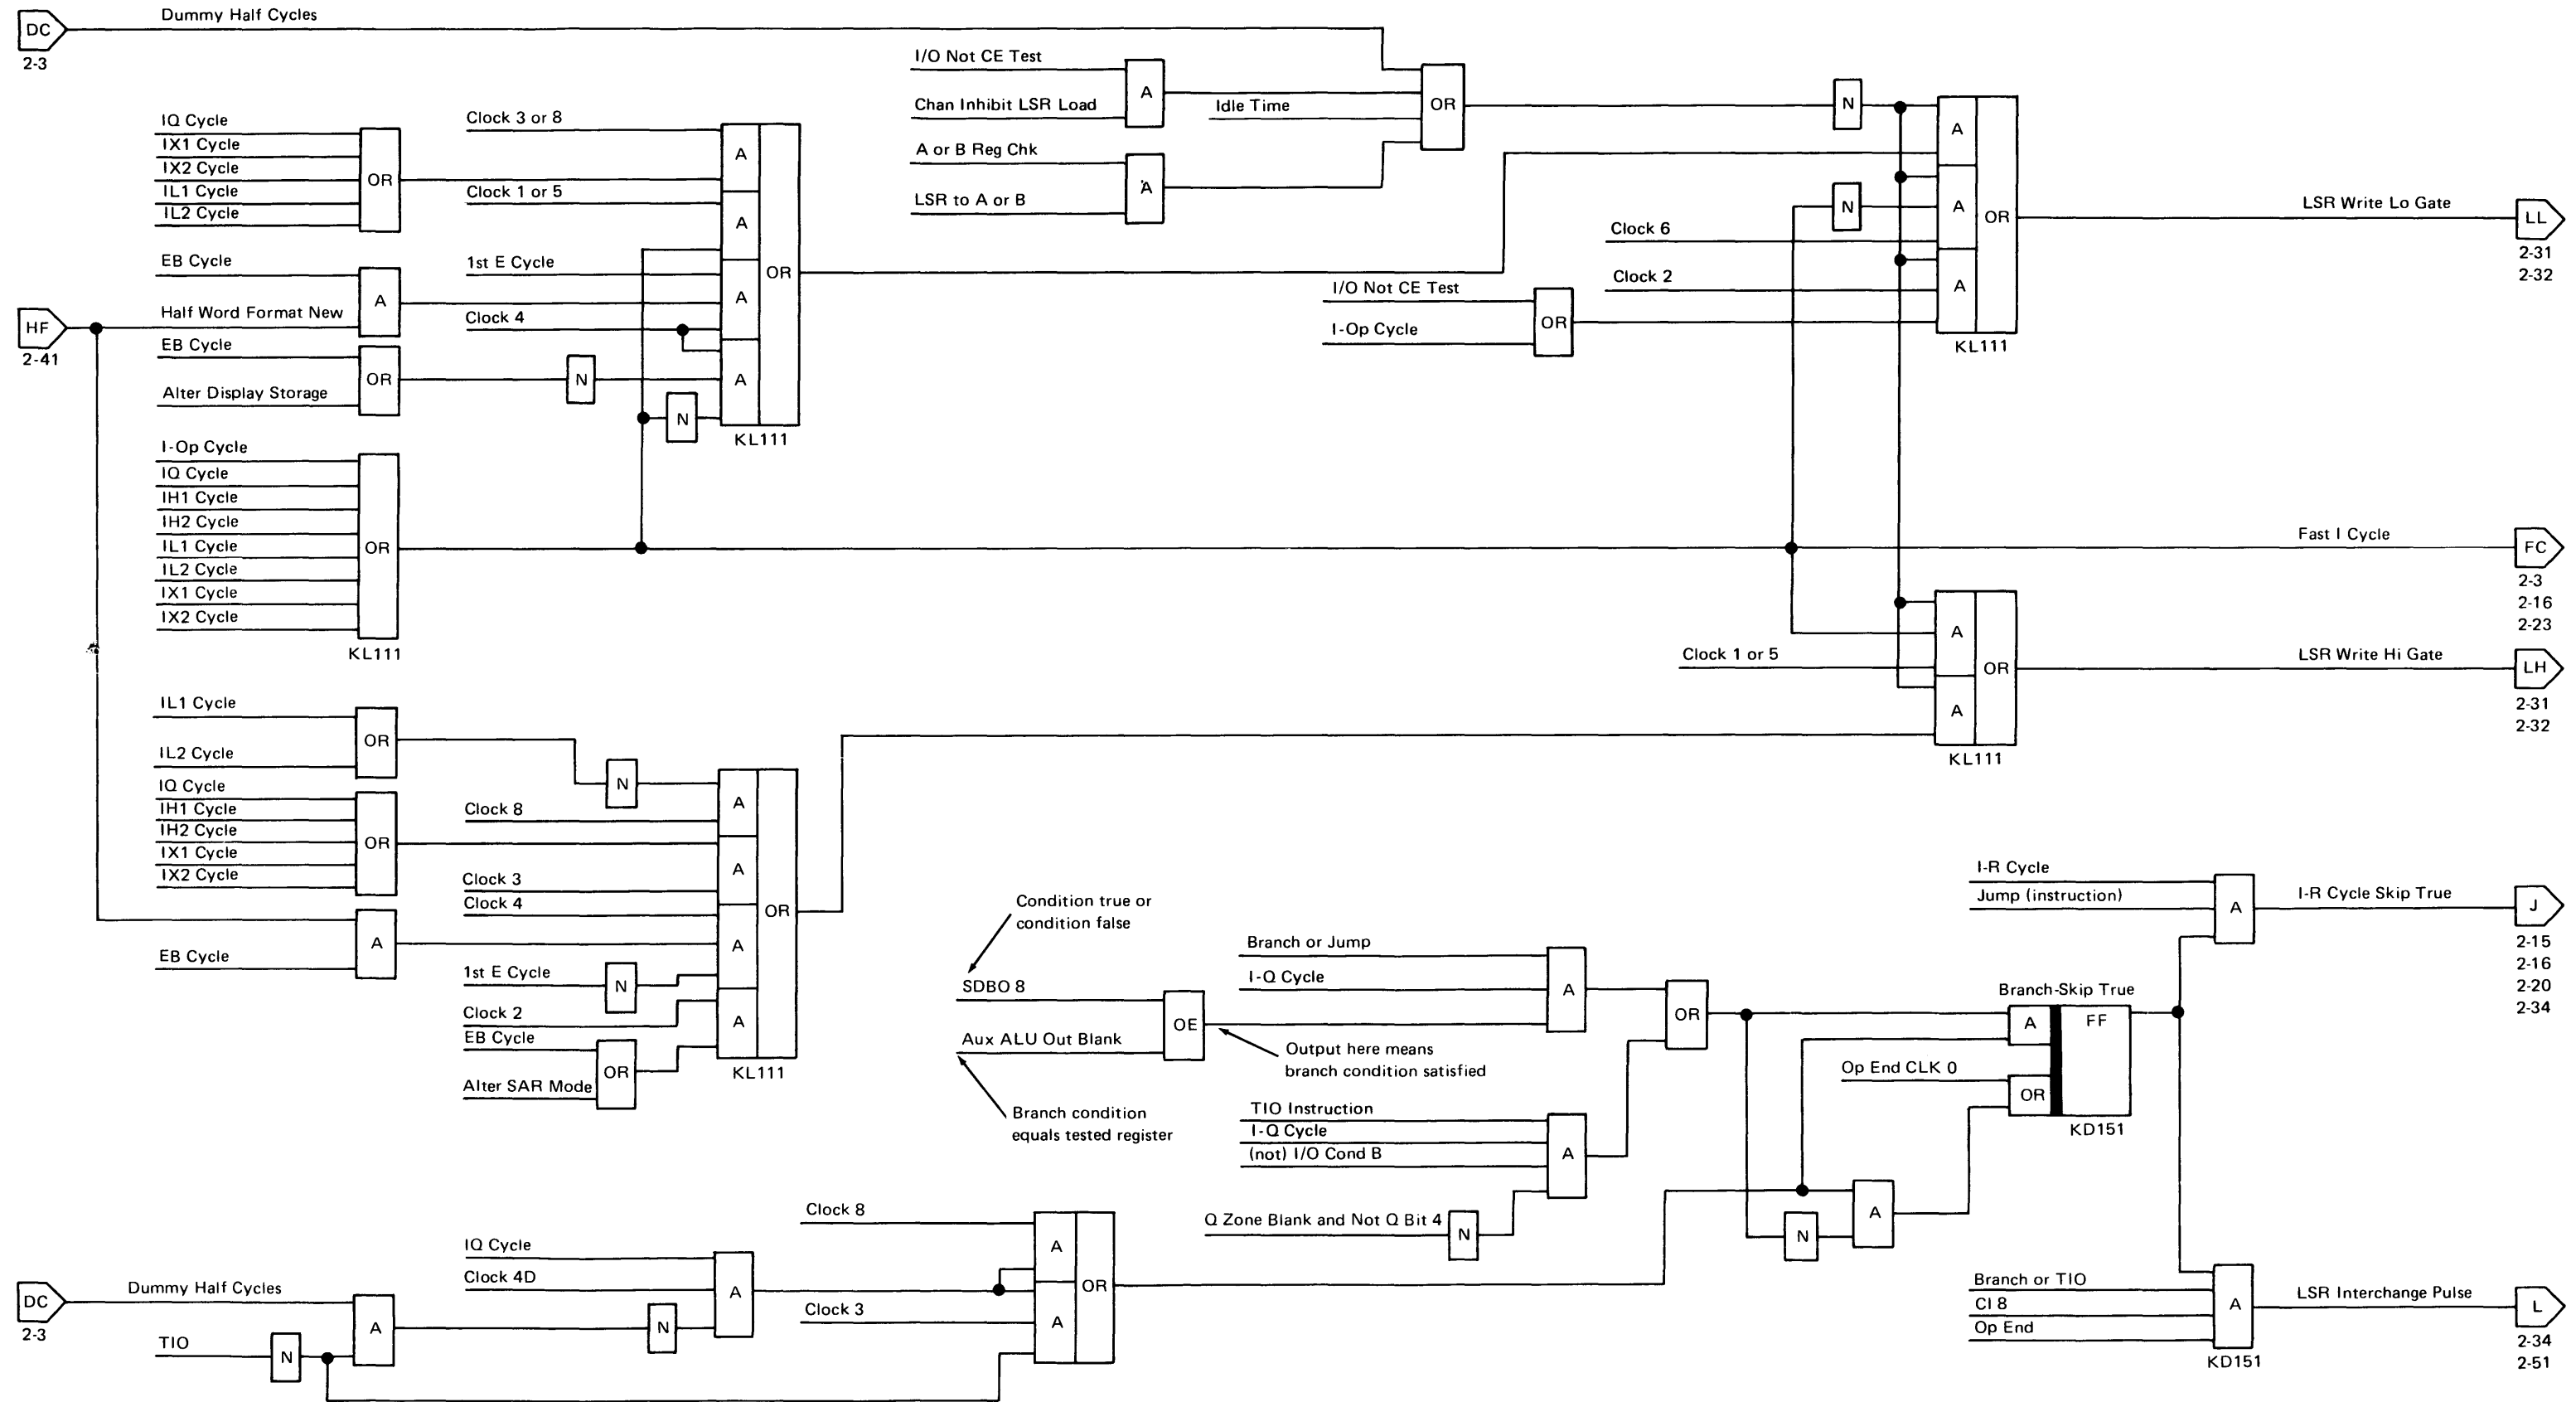 DC
2-3
Dummy Half Cycles
I/O Not CE Test
Chan Inhibit LSR Load
A
Idle Time
A or B Reg Chk
LSR to A or B
A
OR
N
IQ Cycle
IX1 Cycle
IX2 Cycle
IL1 Cycle
IL2 Cycle
OR
Clock 3 or 8
Clock 1 or 5
1st E Cycle
Clock 4
A
A
A
A
OR
KL111
EB Cycle
Half Word Format New
A
HF
2-41
EB Cycle
Alter Display Storage
OR
N
N
I-Op Cycle
IQ Cycle
IH1 Cycle
IH2 Cycle
IL1 Cycle
IL2 Cycle
IX1 Cycle
IX2 Cycle
OR
KL111
N
Clock 6
Clock 2
I/O Not CE Test
I-Op Cycle
OR
A
A
A
OR
KL111
LSR Write Lo Gate
LL
2-31
2-32
Fast I Cycle
FC
2-3
2-16
2-23
Clock 1 or 5
A
A
OR
KL111
LSR Write Hi Gate
LH
2-31
2-32
IL1 Cycle
IL2 Cycle
OR
N
IQ Cycle
IH1 Cycle
IH2 Cycle
IX1 Cycle
IX2 Cycle
OR
Clock 8
Clock 3
Clock 4
EB Cycle
A
1st E Cycle
N
Clock 2
EB Cycle
Alter SAR Mode
OR
A
A
A
A
OR
KL111
Condition true or
condition false
SDBO 8
Aux ALU Out Blank
OE
Branch condition
equals tested register
Output here means
branch condition satisfied
Branch or Jump
I-Q Cycle
A
TIO Instruction
I-Q Cycle
(not) I/O Cond B
A
Q Zone Blank and Not Q Bit 4
N
OR
Branch-Skip True
A
FF
Op End CLK 0
OR
KD151
N
A
I-R Cycle
Jump (instruction)
A
I-R Cycle Skip True
J
2-15
2-16
2-20
2-34
DC
2-3
Dummy Half Cycles
TIO
N
A
N
IQ Cycle
Clock 4D
A
Clock 8
Clock 3
A
A
OR
Branch or TIO
Cl 8
Op End
A
KD151
LSR Interchange Pulse
L
2-34
2-51